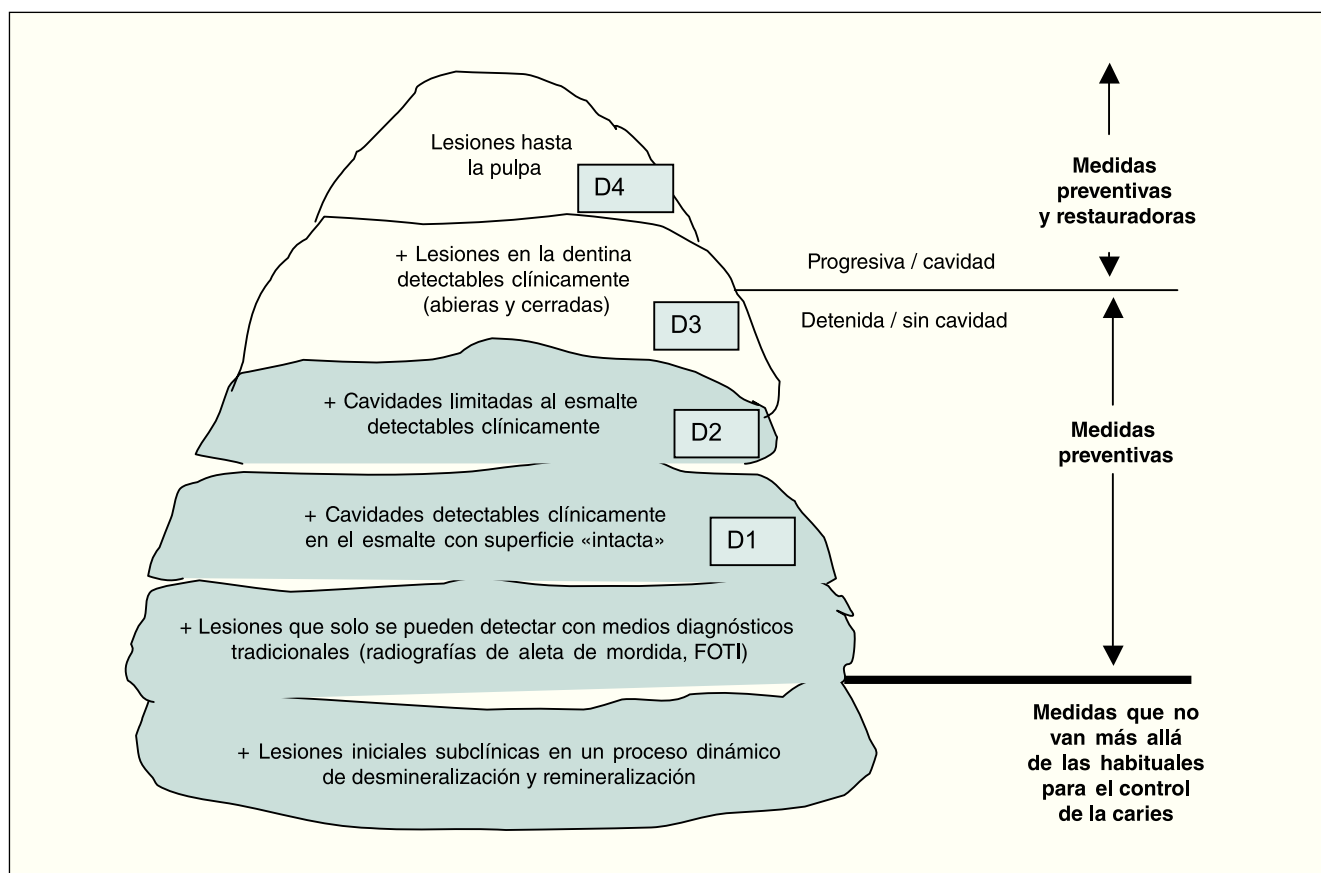 Lesiones hasta
la pulpa
D4
+ Lesiones en la dentina
detectables clínicamente
(abieras y cerradas)
D3
+ Cavidades limitadas al esmalte
detectables clínicamente
D2
+ Cavidades detectables clínicamente
en el esmalte con superficie «intacta»
D1
+ Lesiones que solo se pueden detectar con medios diagnósticos
tradicionales (radiografías de aleta de mordida, FOTI)
+ Lesiones iniciales subclínicas en un proceso dinámico
de desmineralización y remineralización
Progresiva / cavidad
Detenida / sin cavidad
Medidas
preventivas
y restauradoras
Medidas
preventivas
Medidas que no
van más allá
de las habituales
para el control
de la caries